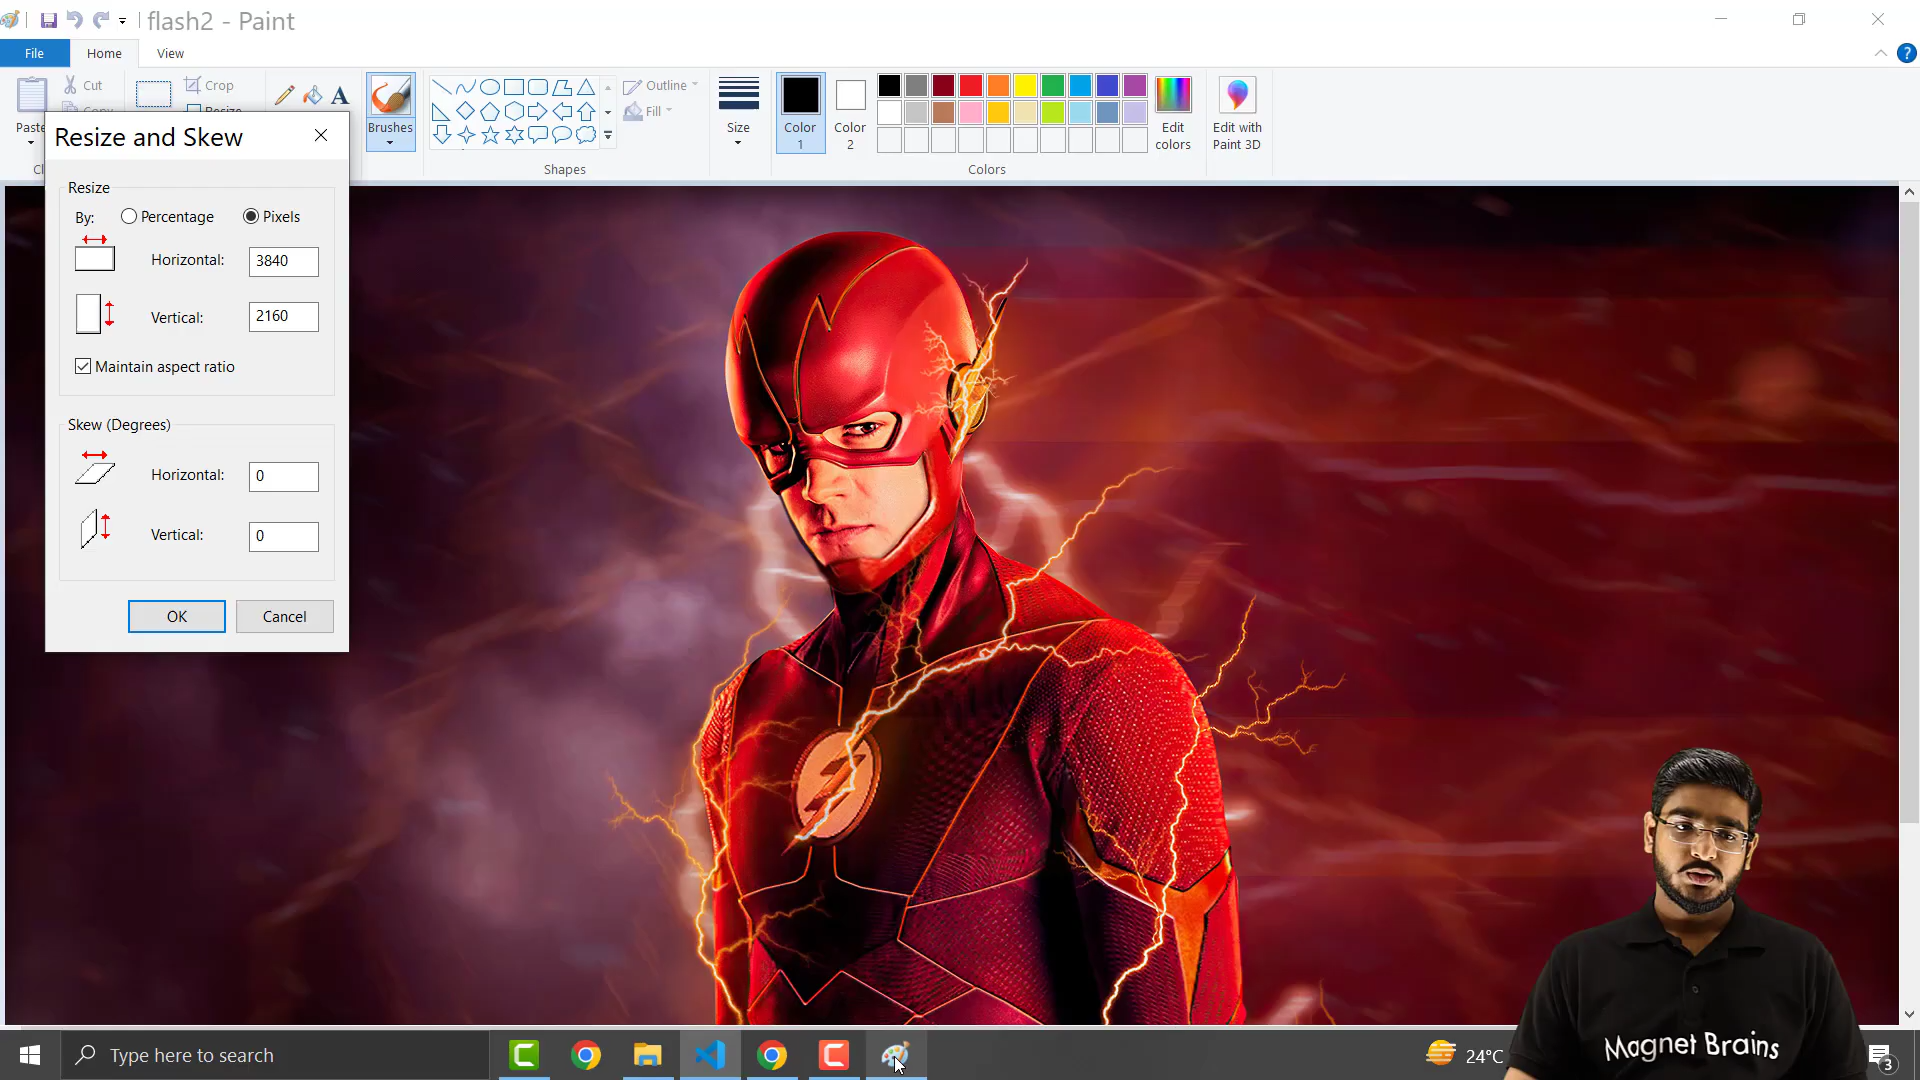 flash2 - Paint
File Home View
Cut
Crop
Paste
Brushes
Outline
Fill
Size
Color 1
Color 2
Edit colors
Edit with Paint 3D
Shapes
Colors
Resize and Skew
Resize
By: Percentage Pixels
Horizontal: 3840
Vertical: 2160
Maintain aspect ratio
Skew (Degrees)
Horizontal: 0
Vertical: 0
OK Cancel
Magnet Brains
Type here to search
24°C
3